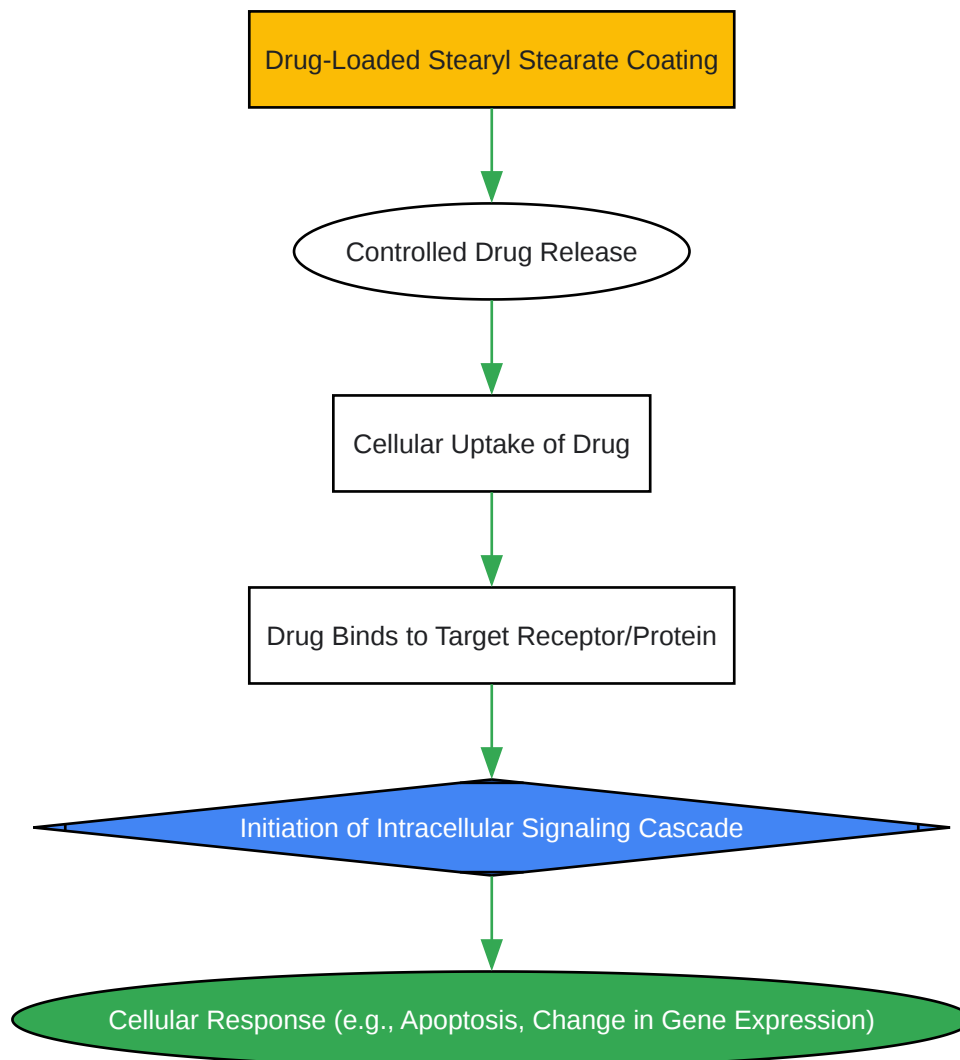 Drug-Loaded Stearyl Stearate Coating
Controlled Drug Release
Cellular Uptake of Drug
Drug Binds to Target Receptor/Protein
Initiation of Intracellular Signaling Cascade
Cellular Response (e.g., Apoptosis, Change in Gene Expression)